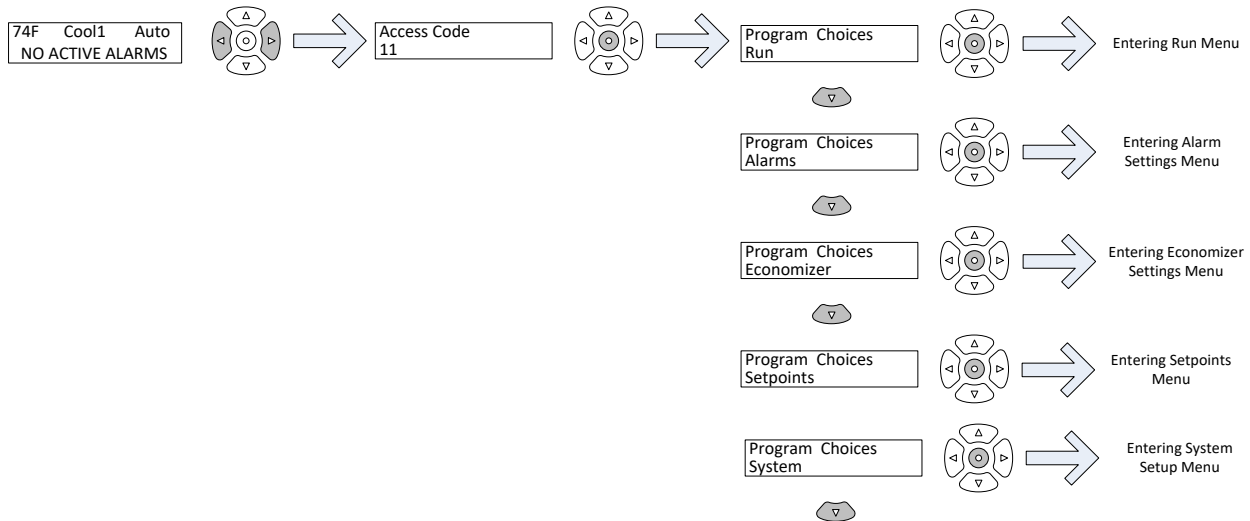 74F Cool1 Auto
NO ACTIVE ALARMS
Access Code
11
Program Choices
Run
Entering Run Menu
Program Choices
Alarms
Entering Alarm
Settings Menu
Program Choices
Economizer
Entering Economizer
Settings Menu
Program Choices
Setpoints
Entering Setpoints
Menu
Program Choices
System
Entering System
Setup Menu